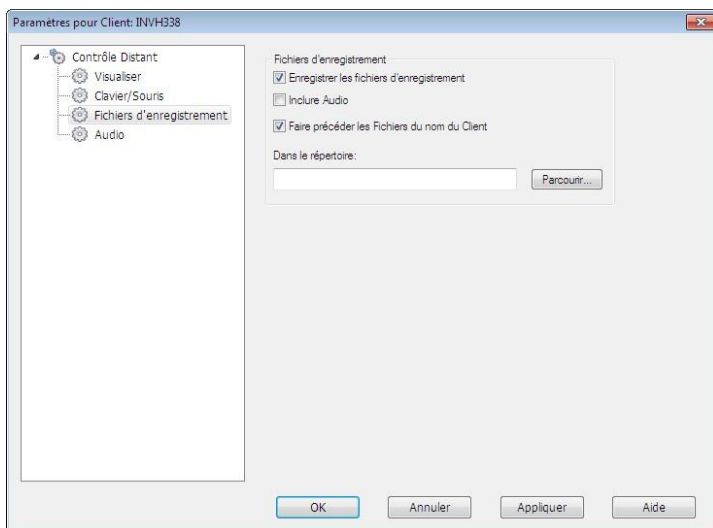 Paramètres pour Client: INVH338
Contrôle Distant
Visualiser
Clavier/Souris
Fichiers d'enregistrement
Audio
Fichiers d'enregistrement
Enregistrer les fichiers d'enregistrement
Inclure Audio
Faire précéder les Fichiers du nom du Client
Dans le répertoire:
Parcourir...
OK
Annuler
Appliquer
Aide